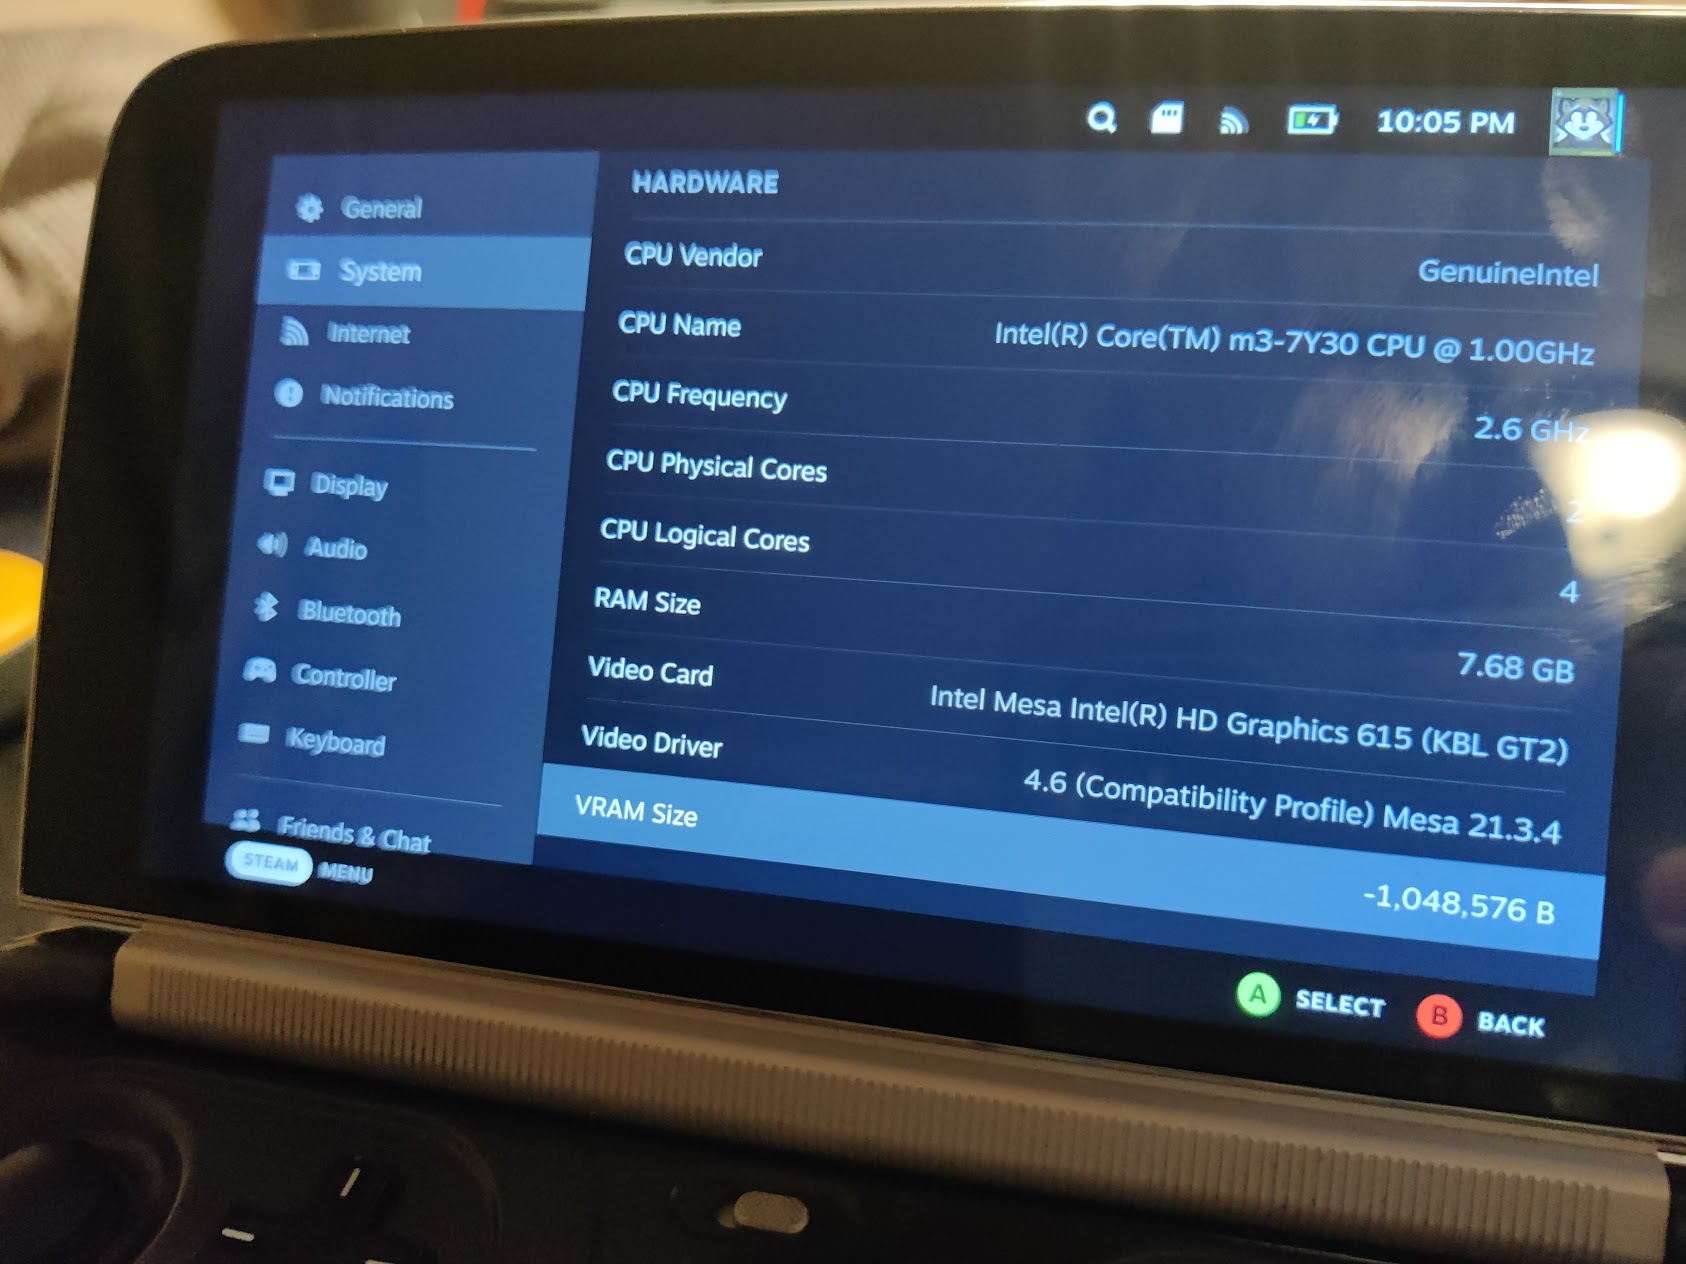 10:05 PM
General
System
Internet
Notifications
Display
Audio
Bluetooth
Controller
Keyboard
Friends & Chat
STEAM MENU
HARDWARE
CPU Vendor GenuineIntel
CPU Name Intel(R) Core(TM) m3-7Y30 CPU @ 1.00GHz
CPU Frequency 2.6 GHz
CPU Physical Cores 2
CPU Logical Cores 4
RAM Size 7.68 GB
Video Card Intel Mesa Intel(R) HD Graphics 615 (KBL GT2)
Video Driver 4.6 (Compatibility Profile) Mesa 21.3.4
VRAM Size -1,048,576 B
A SELECT B BACK